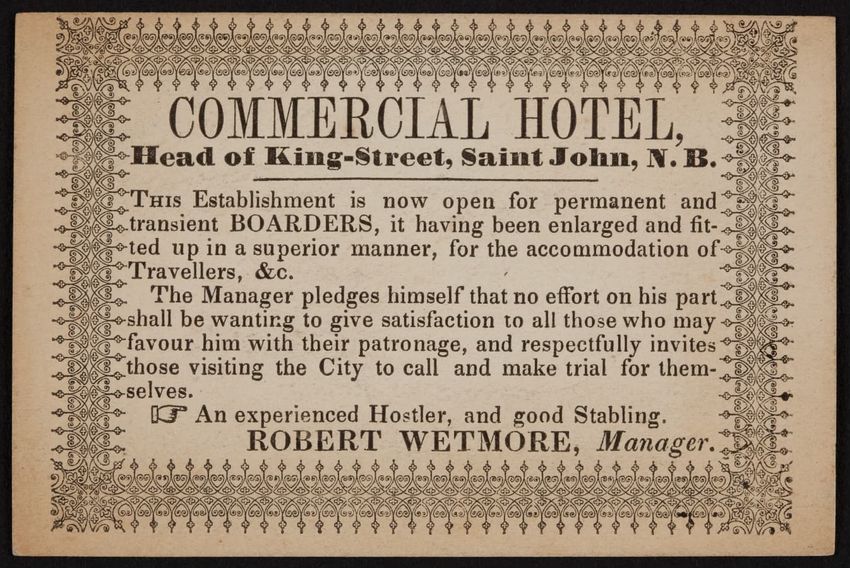 COMMERCIAL HOTEL,
Head of King-Street, Saint John, N. B.
THIS Establishment is now open for permanent and
transient BOARDERS, it having been enlarged and fit-
ted up in a superior manner, for the accommodation of
Travellers, &c.
The Manager pledges himself that no effort on his part
shall be wanting to give satisfaction to all those who may
favour him with their patronage, and respectfully invites
those visiting the City to call and make trial for them-
selves.
☞ An experienced Hostler, and good Stabling.
ROBERT WETMORE, Manager.